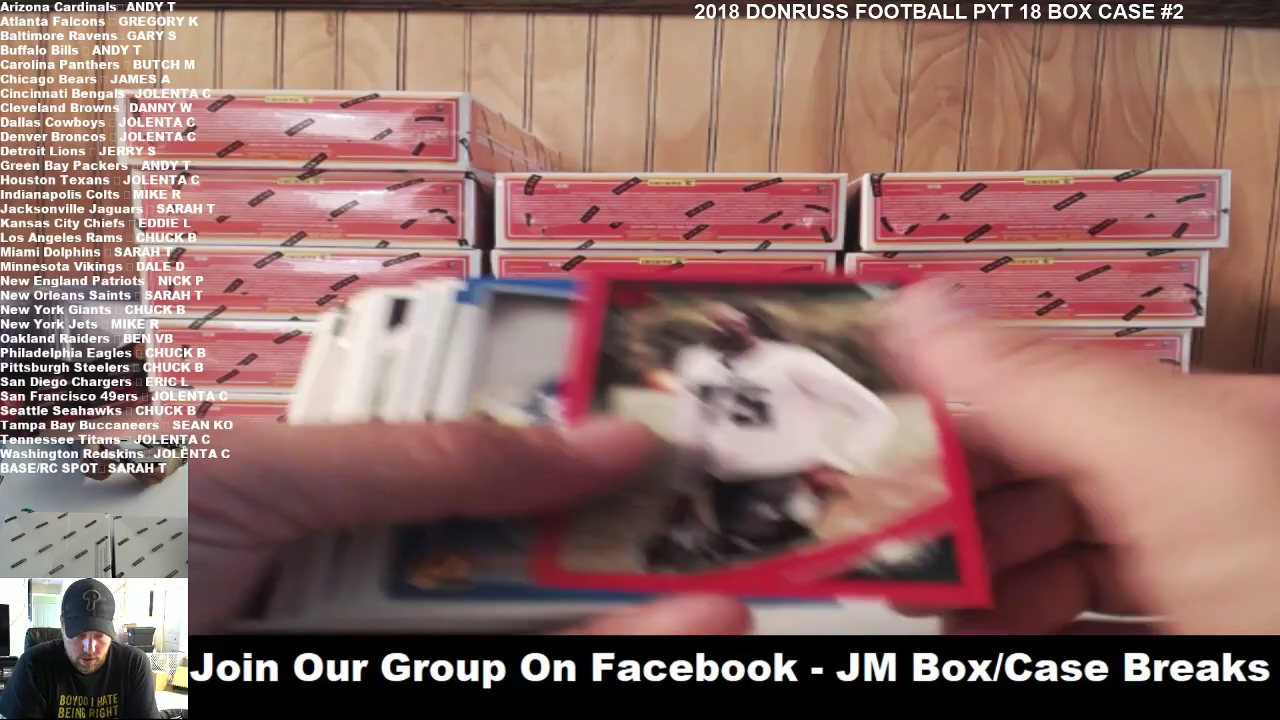 2018 DONRUSS FOOTBALL PYT 18 BOX CASE #2
Arizona Cardinals ANDY T
Atlanta Falcons GREGORY K
Baltimore Ravens GARY S
Buffalo Bills ANDY T
Carolina Panthers BUTCH M
Chicago Bears JAMES A
Cincinnati Bengals JOLENTA C
Cleveland Browns DANNY W
Dallas Cowboys JOLENTA C
Denver Broncos JOLENTA C
Detroit Lions JERRY S
Green Bay Packers ANDY T
Houston Texans JOLENTA C
Indianapolis Colts MIKE R
Jacksonville Jaguars SARAH T
Kansas City Chiefs EDDIE L
Los Angeles Rams CHUCK B
Miami Dolphins SARAH T
Minnesota Vikings DALE D
New England Patriots NICK P
New Orleans Saints SARAH T
New York Giants CHUCK B
New York Jets MIKE R
Oakland Raiders BEN VB
Philadelphia Eagles CHUCK B
Pittsburgh Steelers CHUCK B
San Diego Chargers ERIC L
San Francisco 49ers JOLENTA C
Seattle Seahawks CHUCK B
Tampa Bay Buccaneers SEAN KO
Tennessee Titans JOLENTA C
Washington Redskins JOLENTA C
BASE/RC SPOT SARAH T
BOY DO I HATE
BEING RIGHT
Join Our Group On Facebook - JM Box/Case Breaks